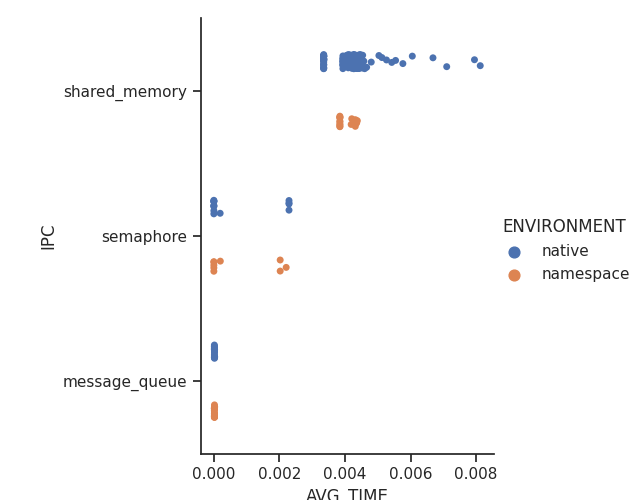 shared_memory
semaphore
message_queue
IPC
0.000 0.002 0.004 0.006 0.008
AVG_TIME
ENVIRONMENT
native
namespace